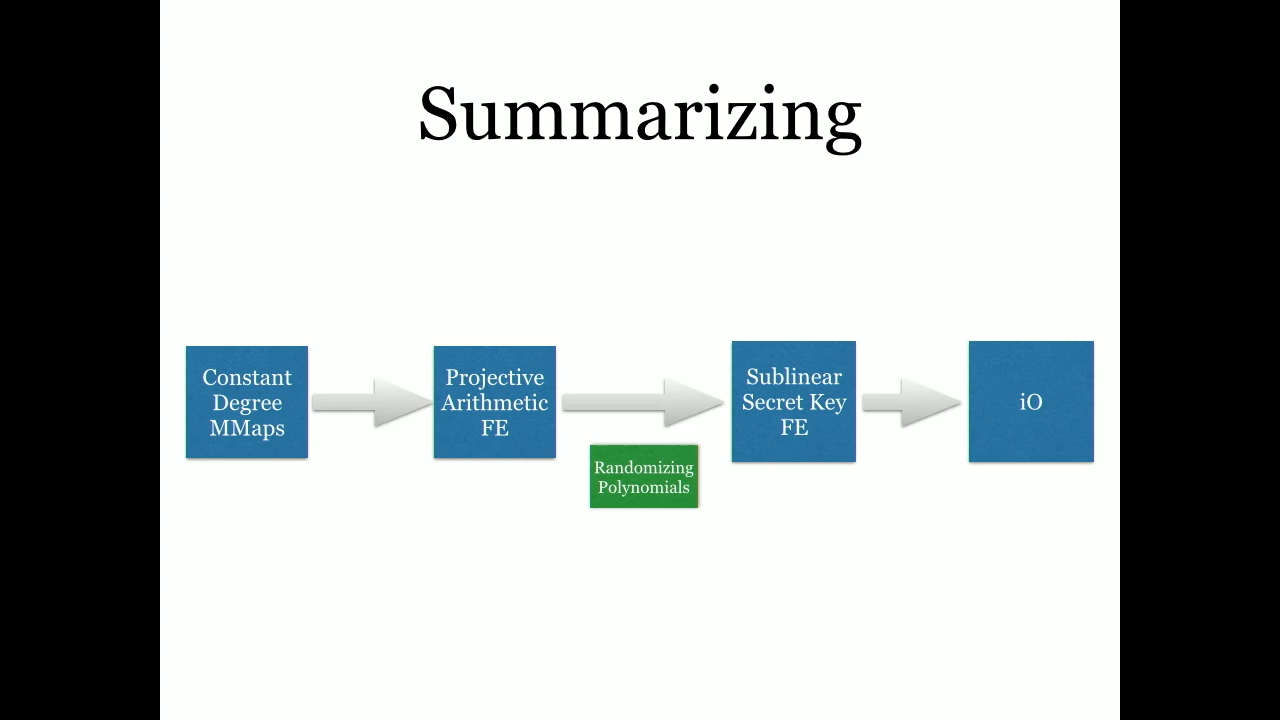 Summarizing
Constant
Degree
MMaps
Projective
Arithmetic
FE
Randomizing
Polynomials
Sublinear
Secret Key
FE
iO